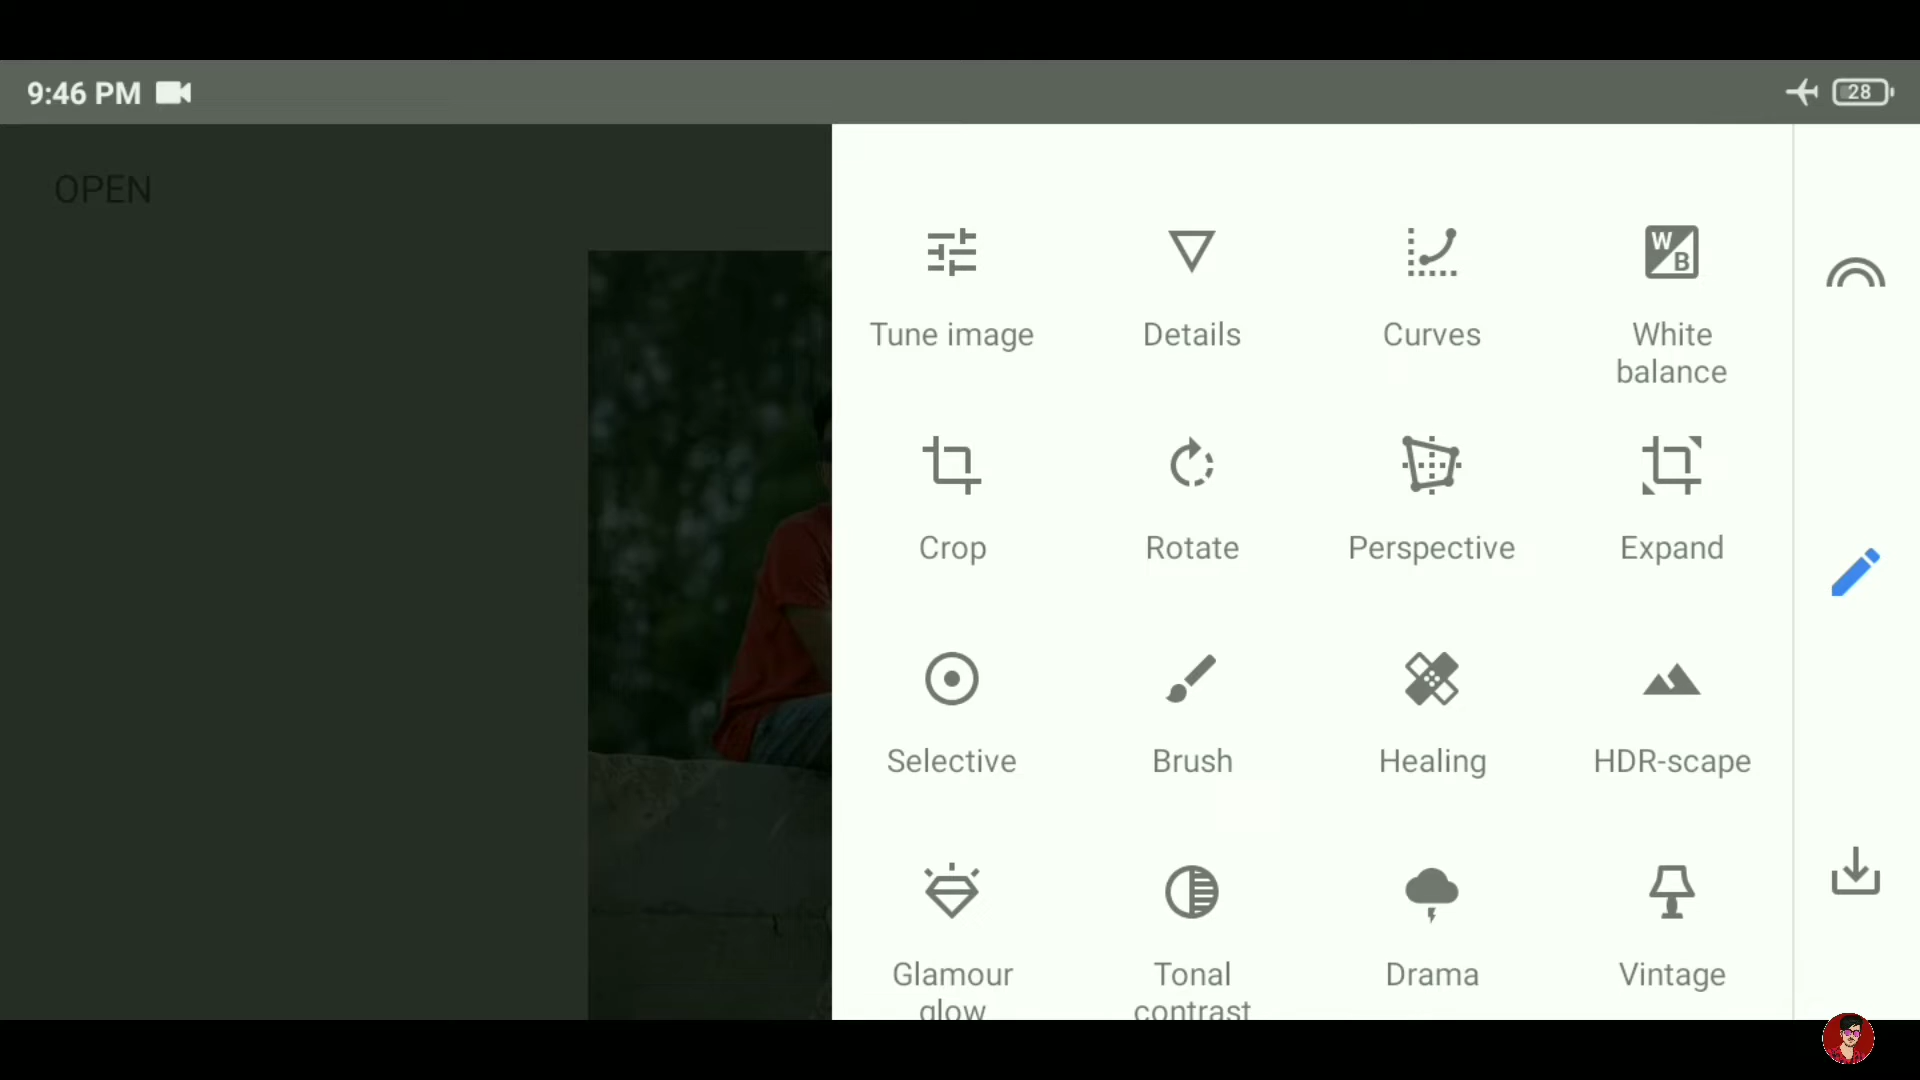 9:46 PM
28
OPEN
Tune image
Details
Curves
W
B
White
balance
Crop
Rotate
Perspective
Expand
Selective
Brush
Healing
HDR-scape
Glamour
glow
Tonal
contrast
Drama
Vintage